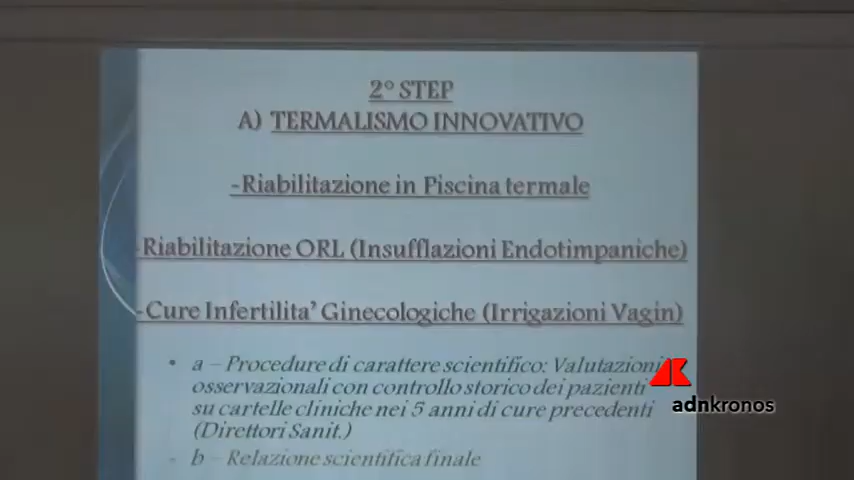 2° STEP
A) TERMALISMO INNOVATIVO
-Riabilitazione in Piscina termale
-Riabilitazione ORL (Insufflazioni Endotimpaniche)
-Cure Infertilita' Ginecologiche (Irrigazioni Vagin)
• a – Procedure di carattere scientifico: Valutazioni
osservazionali con controllo storico dei pazienti
su cartelle cliniche nei 5 anni di cure precedenti
(Direttori Sanit.)
- b – Relazione scientifica finale
adnkronos